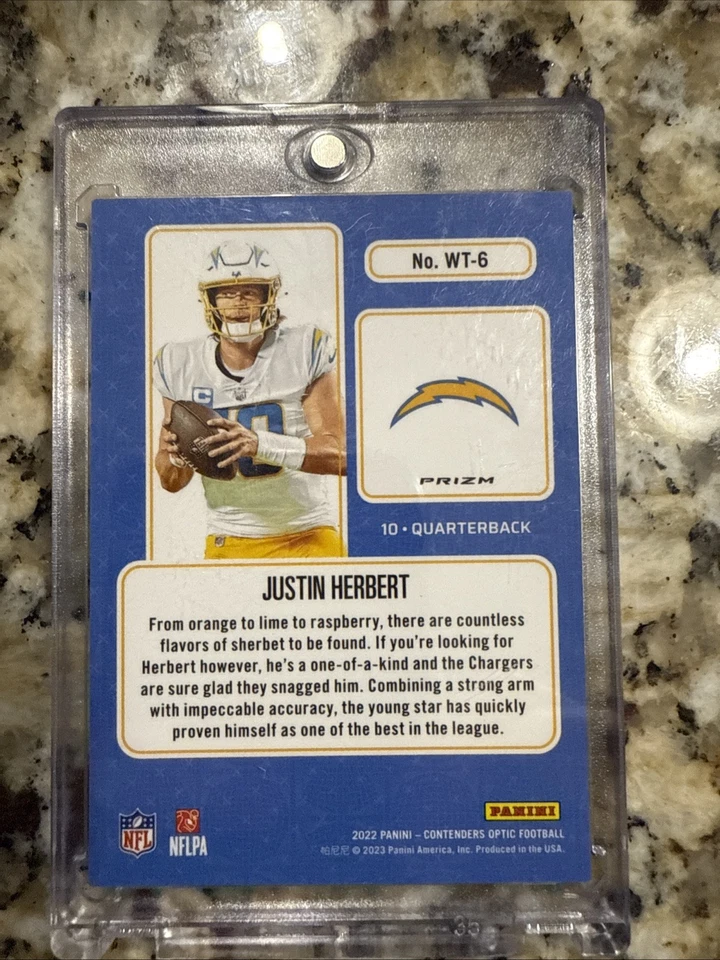 No. WT-6
C
10
PRIZM
10 • QUARTERBACK
JUSTIN HERBERT
From orange to lime to raspberry, there are countless
flavors of sherbet to be found. If you're looking for
Herbert however, he's a one-of-a-kind and the Chargers
are sure glad they snagged him. Combining a strong arm
with impeccable accuracy, the young star has quickly
proven himself as one of the best in the league.
PANINI
NFL
NFLPA
2022 PANINI – CONTENDERS OPTIC FOOTBALL
帕尼尼 © 2023 Panini America, Inc. Produced in the USA.
35